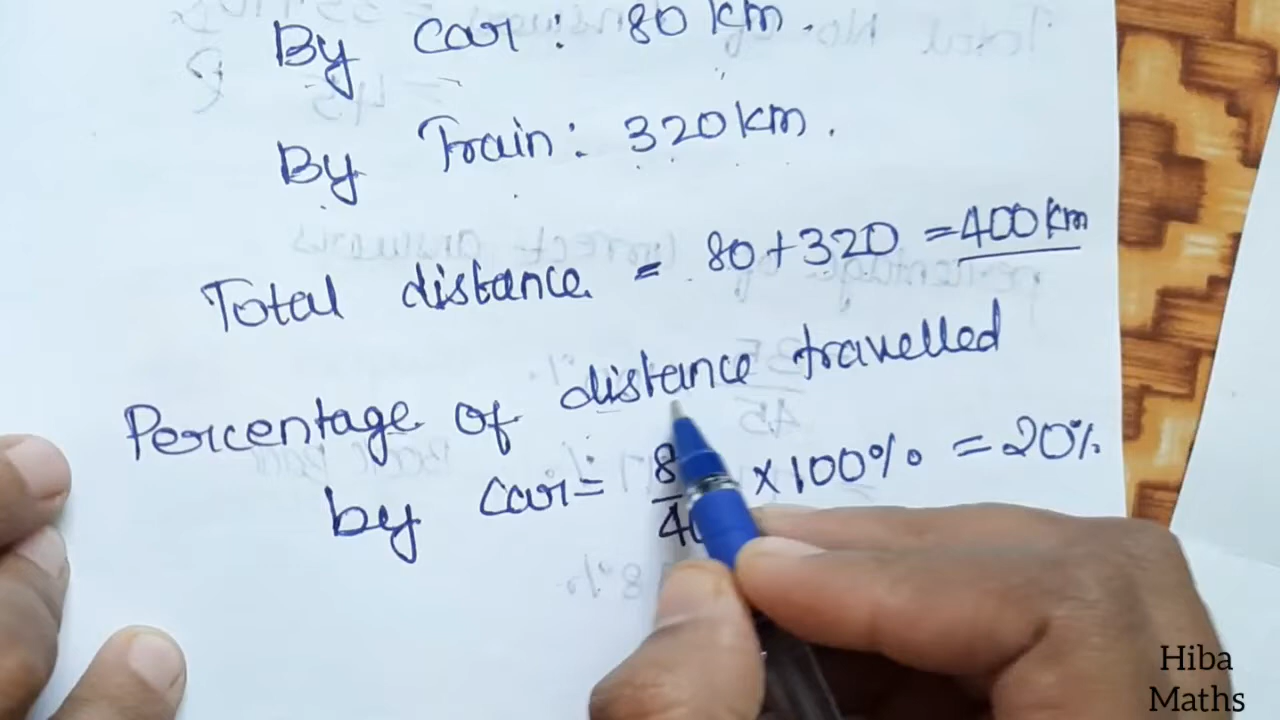 By Car: 80 km.
By Train: 320 km.
Total distance = 80 + 320 = 400 km
Percentage of distance travelled
by Car = 8 4 × 100% = 20%
Hiba
Maths